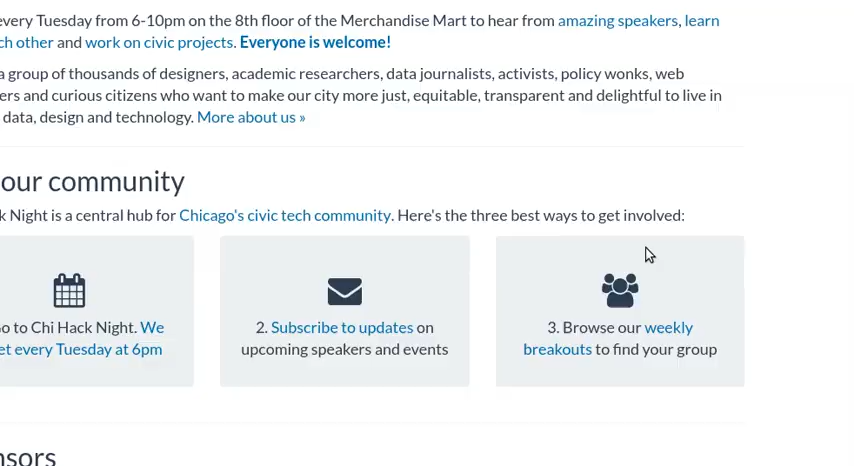 every Tuesday from 6-10pm on the 8th floor of the Merchandise Mart to hear from amazing speakers, learn
ch other and work on civic projects. Everyone is welcome!
a group of thousands of designers, academic researchers, data journalists, activists, policy wonks, web
ers and curious citizens who want to make our city more just, equitable, transparent and delightful to live in
data, design and technology. More about us »
our community
k Night is a central hub for Chicago's civic tech community. Here's the three best ways to get involved:
o to Chi Hack Night. We
et every Tuesday at 6pm
2. Subscribe to updates on
upcoming speakers and events
3. Browse our weekly
breakouts to find your group
nsors